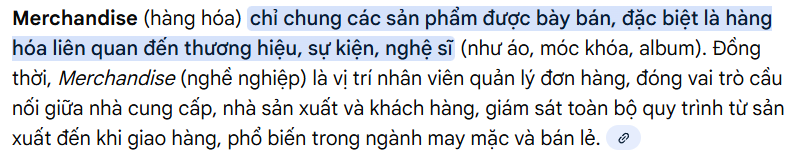 Merchandise (hàng hóa) chỉ chung các sản phẩm được bày bán, đặc biệt là hàng
hóa liên quan đến thương hiệu, sự kiện, nghệ sĩ (như áo, móc khóa, album). Đồng
thời, Merchandise (nghề nghiệp) là vị trí nhân viên quản lý đơn hàng, đóng vai trò cầu
nối giữa nhà cung cấp, nhà sản xuất và khách hàng, giám sát toàn bộ quy trình từ sản
xuất đến khi giao hàng, phổ biến trong ngành may mặc và bán lẻ.